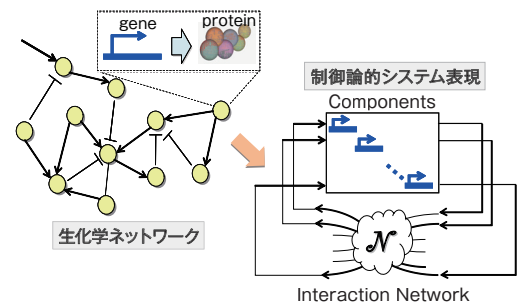 gene
protein
制御論的システム表現
Components
生化学ネットワーク
N
Interaction Network